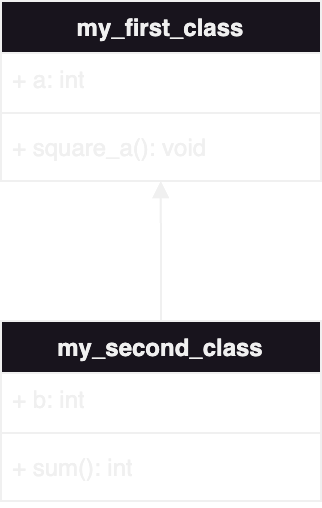 my_first_class
+ a: int
+ square_a(): void
my_second_class
+ b: int
+ sum(): int